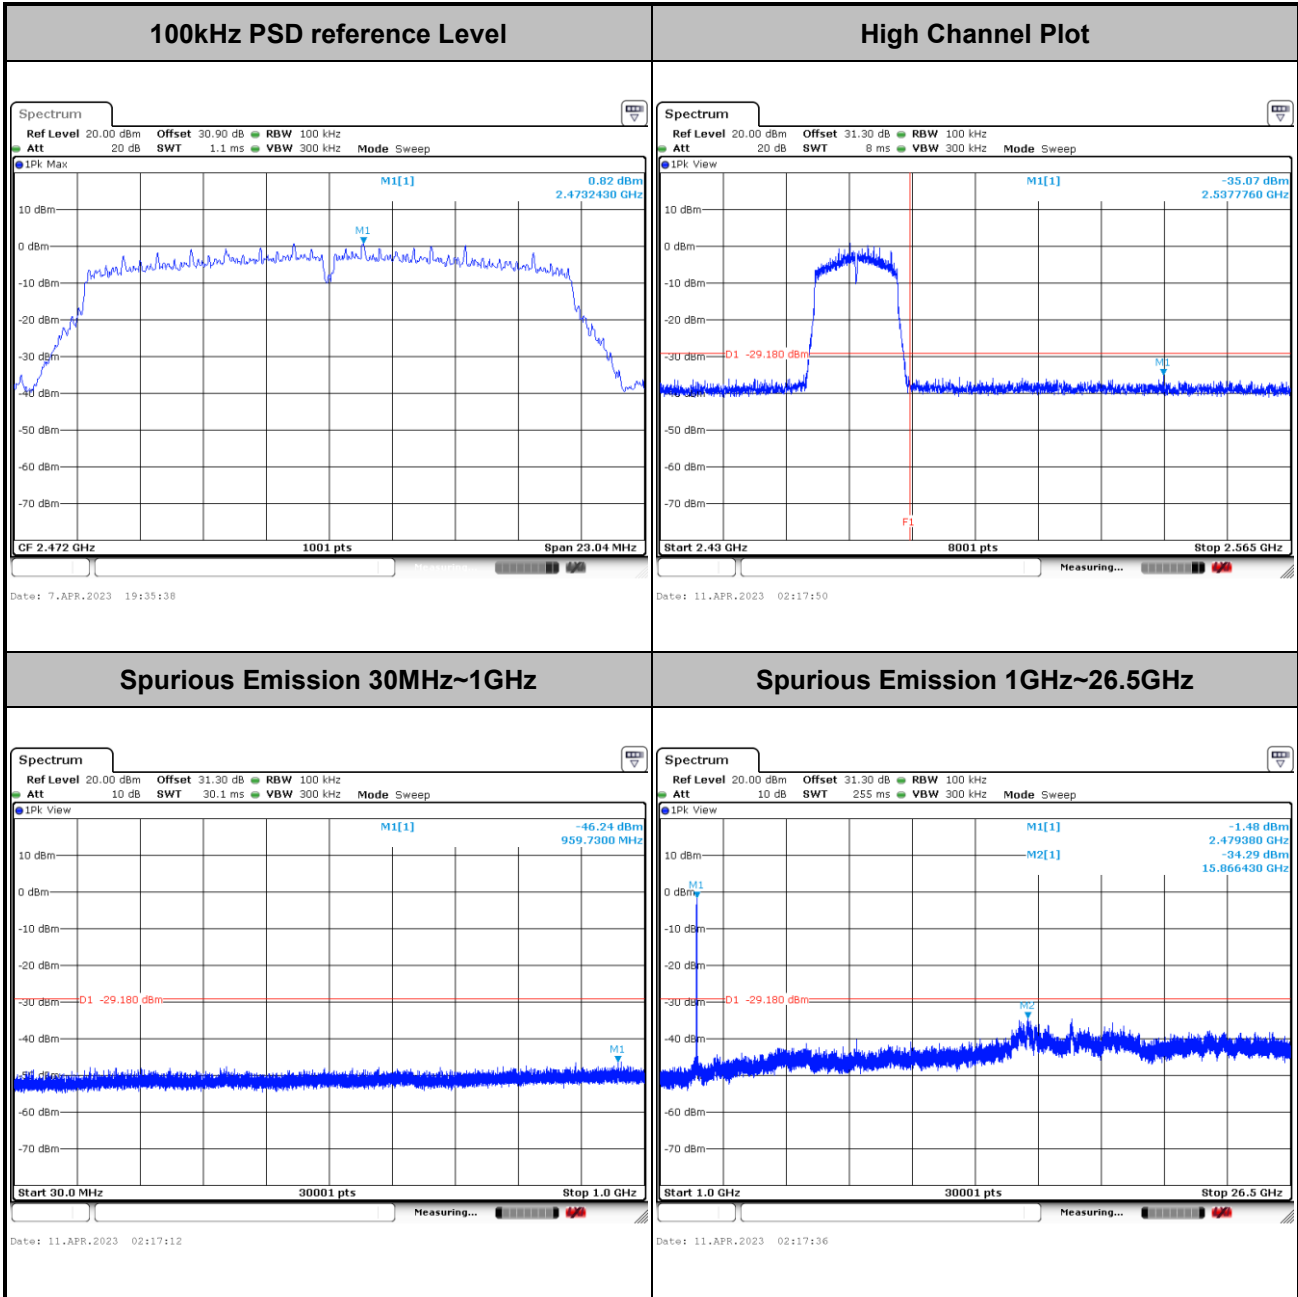 100kHz PSD reference Level
Spectrum
Ref Level 20.00 dBm Offset 30.90 dB RBW 100 kHz
Att 20 dB SWT 1.1 ms VBW 300 kHz Mode Sweep
1Pk Max
M1[1] 0.82 dBm
2.4732430 GHz
10 dBm
M1
0 dBm
-10 dBm
-20 dBm
-30 dBm
-40 dBm
-50 dBm
-60 dBm
-70 dBm
CF 2.472 GHz 1001 pts Span 23.04 MHz
Measuring...
Date: 7.APR.2023 19:35:38
High Channel Plot
Spectrum
Ref Level 20.00 dBm Offset 31.30 dB RBW 100 kHz
Att 20 dB SWT 8 ms VBW 300 kHz Mode Sweep
1Pk View
M1[1] -35.07 dBm
2.5377760 GHz
10 dBm
0 dBm
-10 dBm
-20 dBm
-30 dBm
D1 -29.180 dBm
M1
-40 dBm
-50 dBm
-60 dBm
-70 dBm
F1
Start 2.43 GHz 8001 pts Stop 2.565 GHz
Measuring...
Date: 11.APR.2023 02:17:50
Spurious Emission 30MHz~1GHz
Spectrum
Ref Level 20.00 dBm Offset 31.30 dB RBW 100 kHz
Att 10 dB SWT 30.1 ms VBW 300 kHz Mode Sweep
1Pk View
M1[1] -46.24 dBm
959.7300 MHz
10 dBm
0 dBm
-10 dBm
-20 dBm
-30 dBm
D1 -29.180 dBm
-40 dBm
M1
-50 dBm
-60 dBm
-70 dBm
Start 30.0 MHz 30001 pts Stop 1.0 GHz
Measuring...
Date: 11.APR.2023 02:17:12
Spurious Emission 1GHz~26.5GHz
Spectrum
Ref Level 20.00 dBm Offset 31.30 dB RBW 100 kHz
Att 10 dB SWT 255 ms VBW 300 kHz Mode Sweep
1Pk View
M1[1] -1.48 dBm
2.479380 GHz
10 dBm
M2[1] -34.29 dBm
15.866430 GHz
M1
0 dBm
-10 dBm
-20 dBm
-30 dBm
D1 -29.180 dBm
M2
-40 dBm
-50 dBm
-60 dBm
-70 dBm
Start 1.0 GHz 30001 pts Stop 26.5 GHz
Measuring...
Date: 11.APR.2023 02:17:36